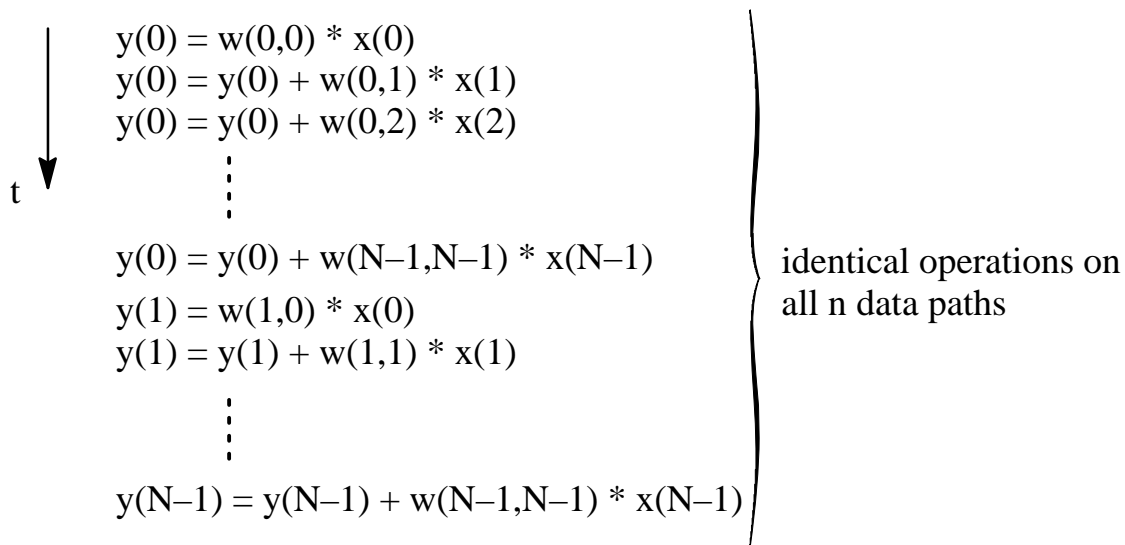 y(0) = w(0,0) * x(0)
y(0) = y(0) + w(0,1) * x(1)
y(0) = y(0) + w(0,2) * x(2)
t
y(0) = y(0) + w(N–1,N–1) * x(N–1)
y(1) = w(1,0) * x(0)
y(1) = y(1) + w(1,1) * x(1)
y(N–1) = y(N–1) + w(N–1,N–1) * x(N–1)
identical operations on
all n data paths